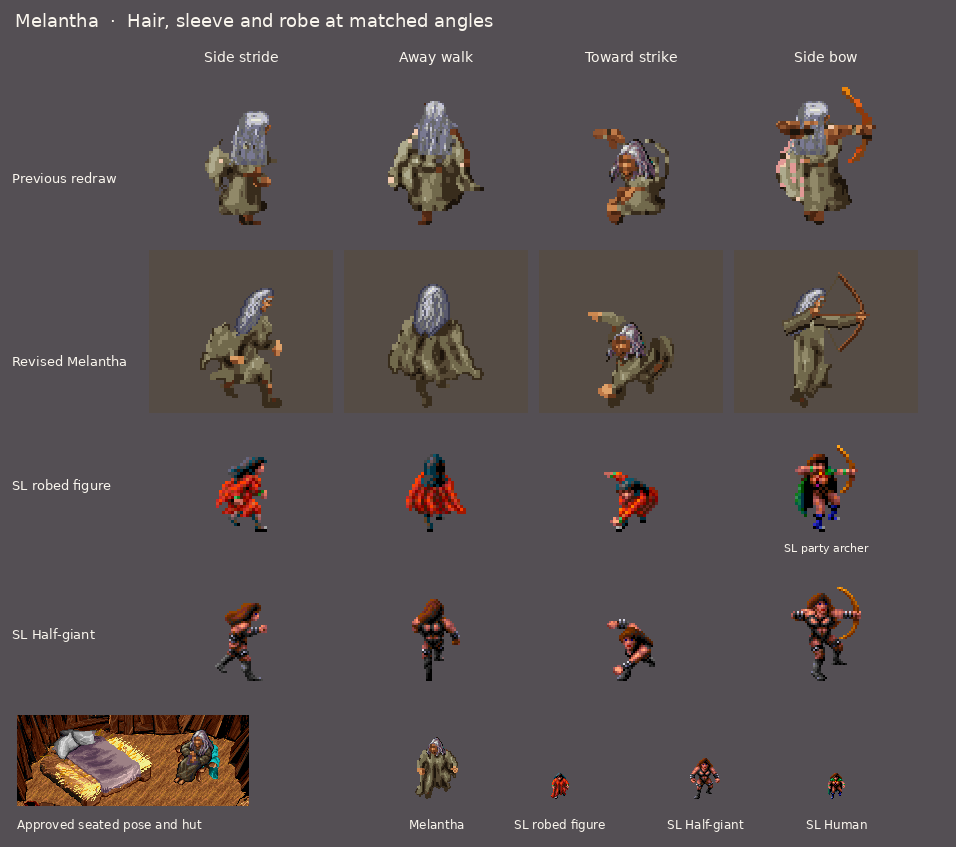 Melantha · Hair, sleeve and robe at matched angles
Side stride
Away walk
Toward strike
Side bow
Previous redraw
Revised Melantha
SL robed figure
SL party archer
SL Half-giant
Approved seated pose and hut
Melantha
SL robed figure
SL Half-giant
SL Human